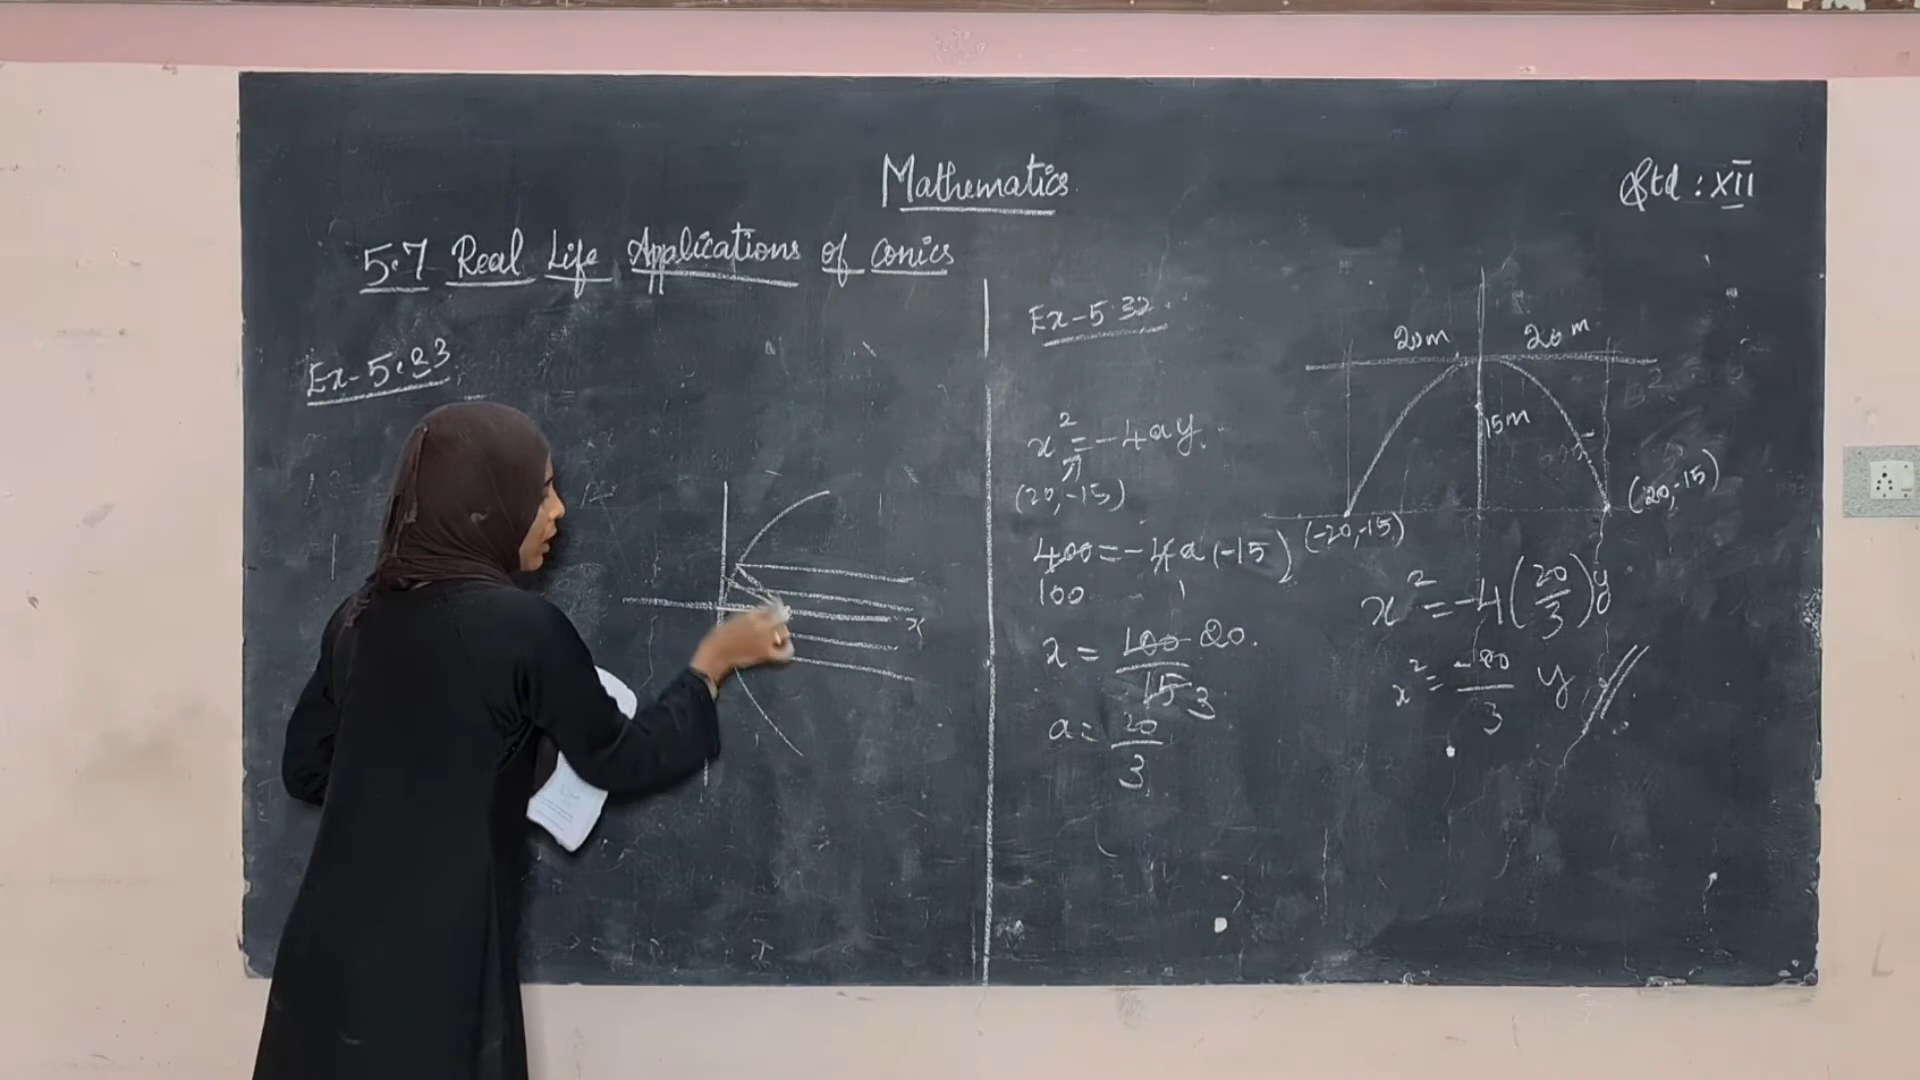 Mathematics
Std : XII
5.7 Real Life Applications of conics
Ex-5.33
x
Ex-5.32.
x² = -4ay.
(20,-15)
400 = -4a(-15)
100 1
x = 100 20.
15 3
a = 20
3
20m 20m
15m
(-20,-15)
(20,-15)
x² = -4(20/3)y
x² = -80/3 y